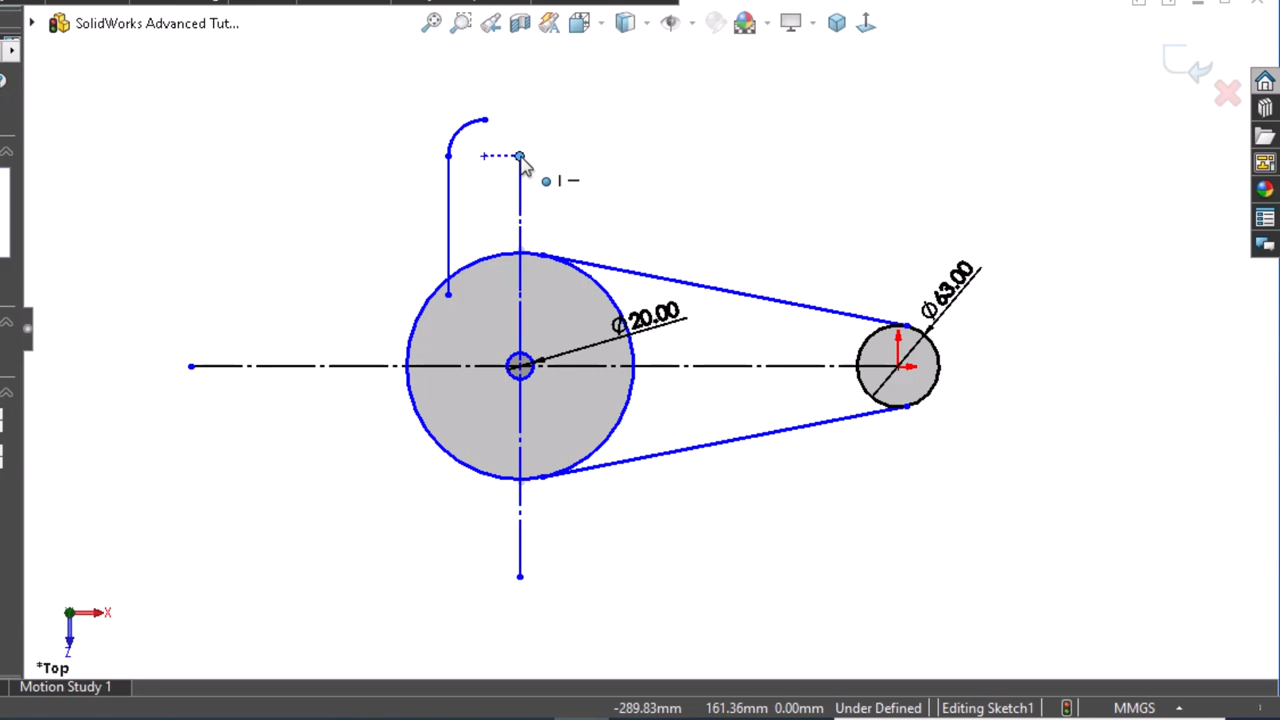 SolidWorks Advanced Tut...
Ø63.00
Ø20.00
X
Z
*Top
Motion Study 1
-289.83mm 161.36mm 0.00mm Under Defined Editing Sketch1 MMGS